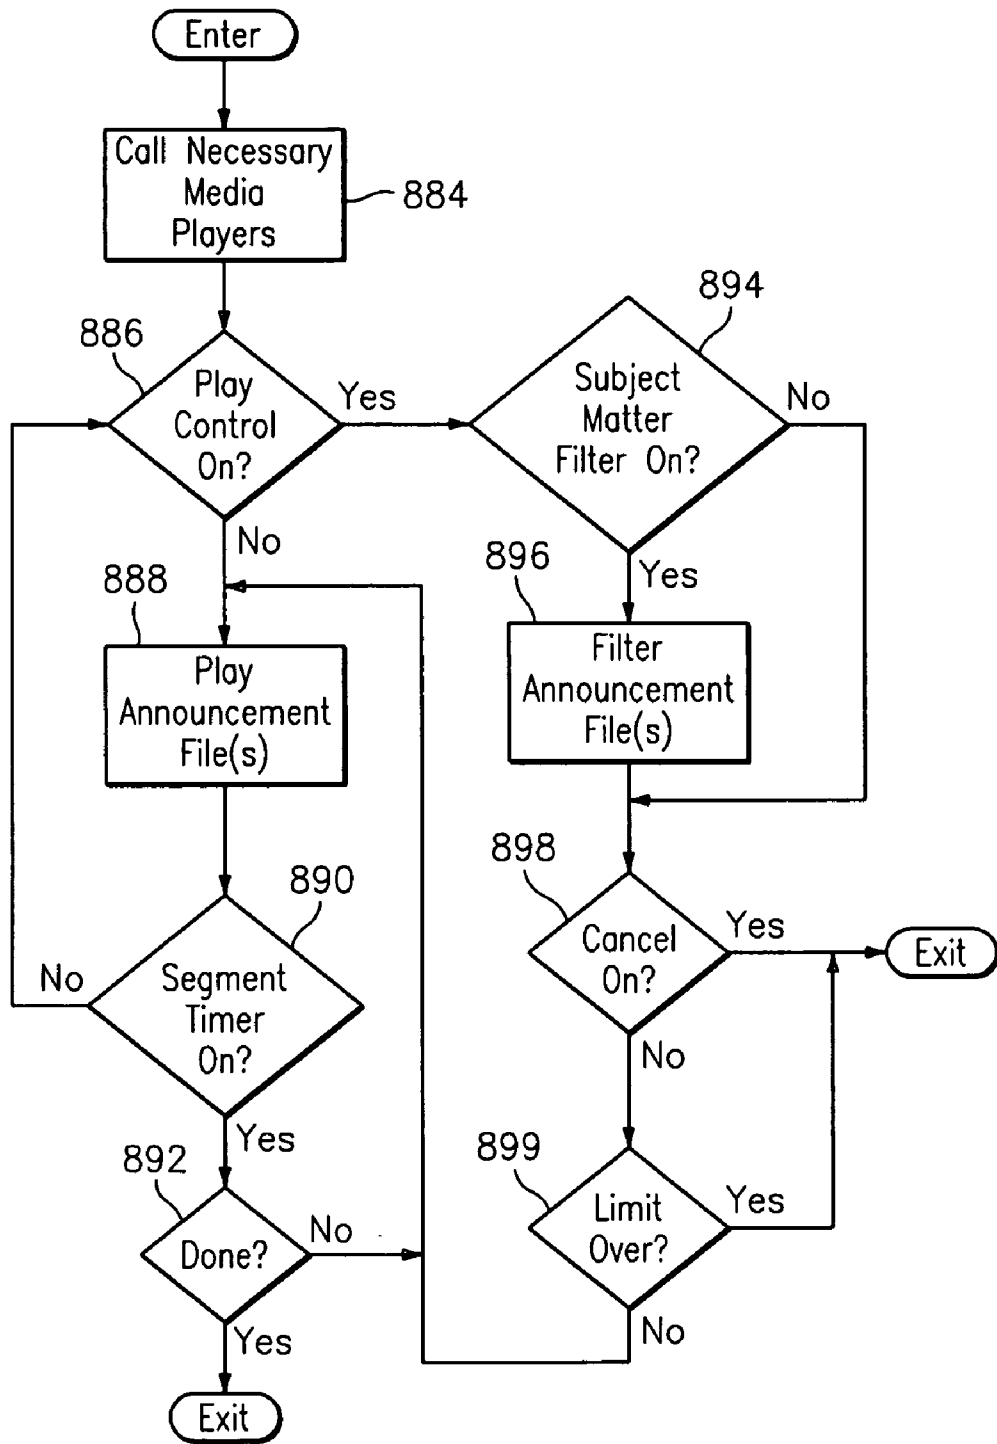 Enter
Call Necessary
Media
Players
884
886
Play
Control
On?
Yes
No
894
Subject
Matter
Filter On?
No
Yes
888
Play
Announcement
File(s)
896
Filter
Announcement
File(s)
890
Segment
Timer
On?
No
Yes
898
Cancel
On?
Yes
No
Exit
892
Done?
No
Yes
899
Limit
Over?
Yes
No
Exit